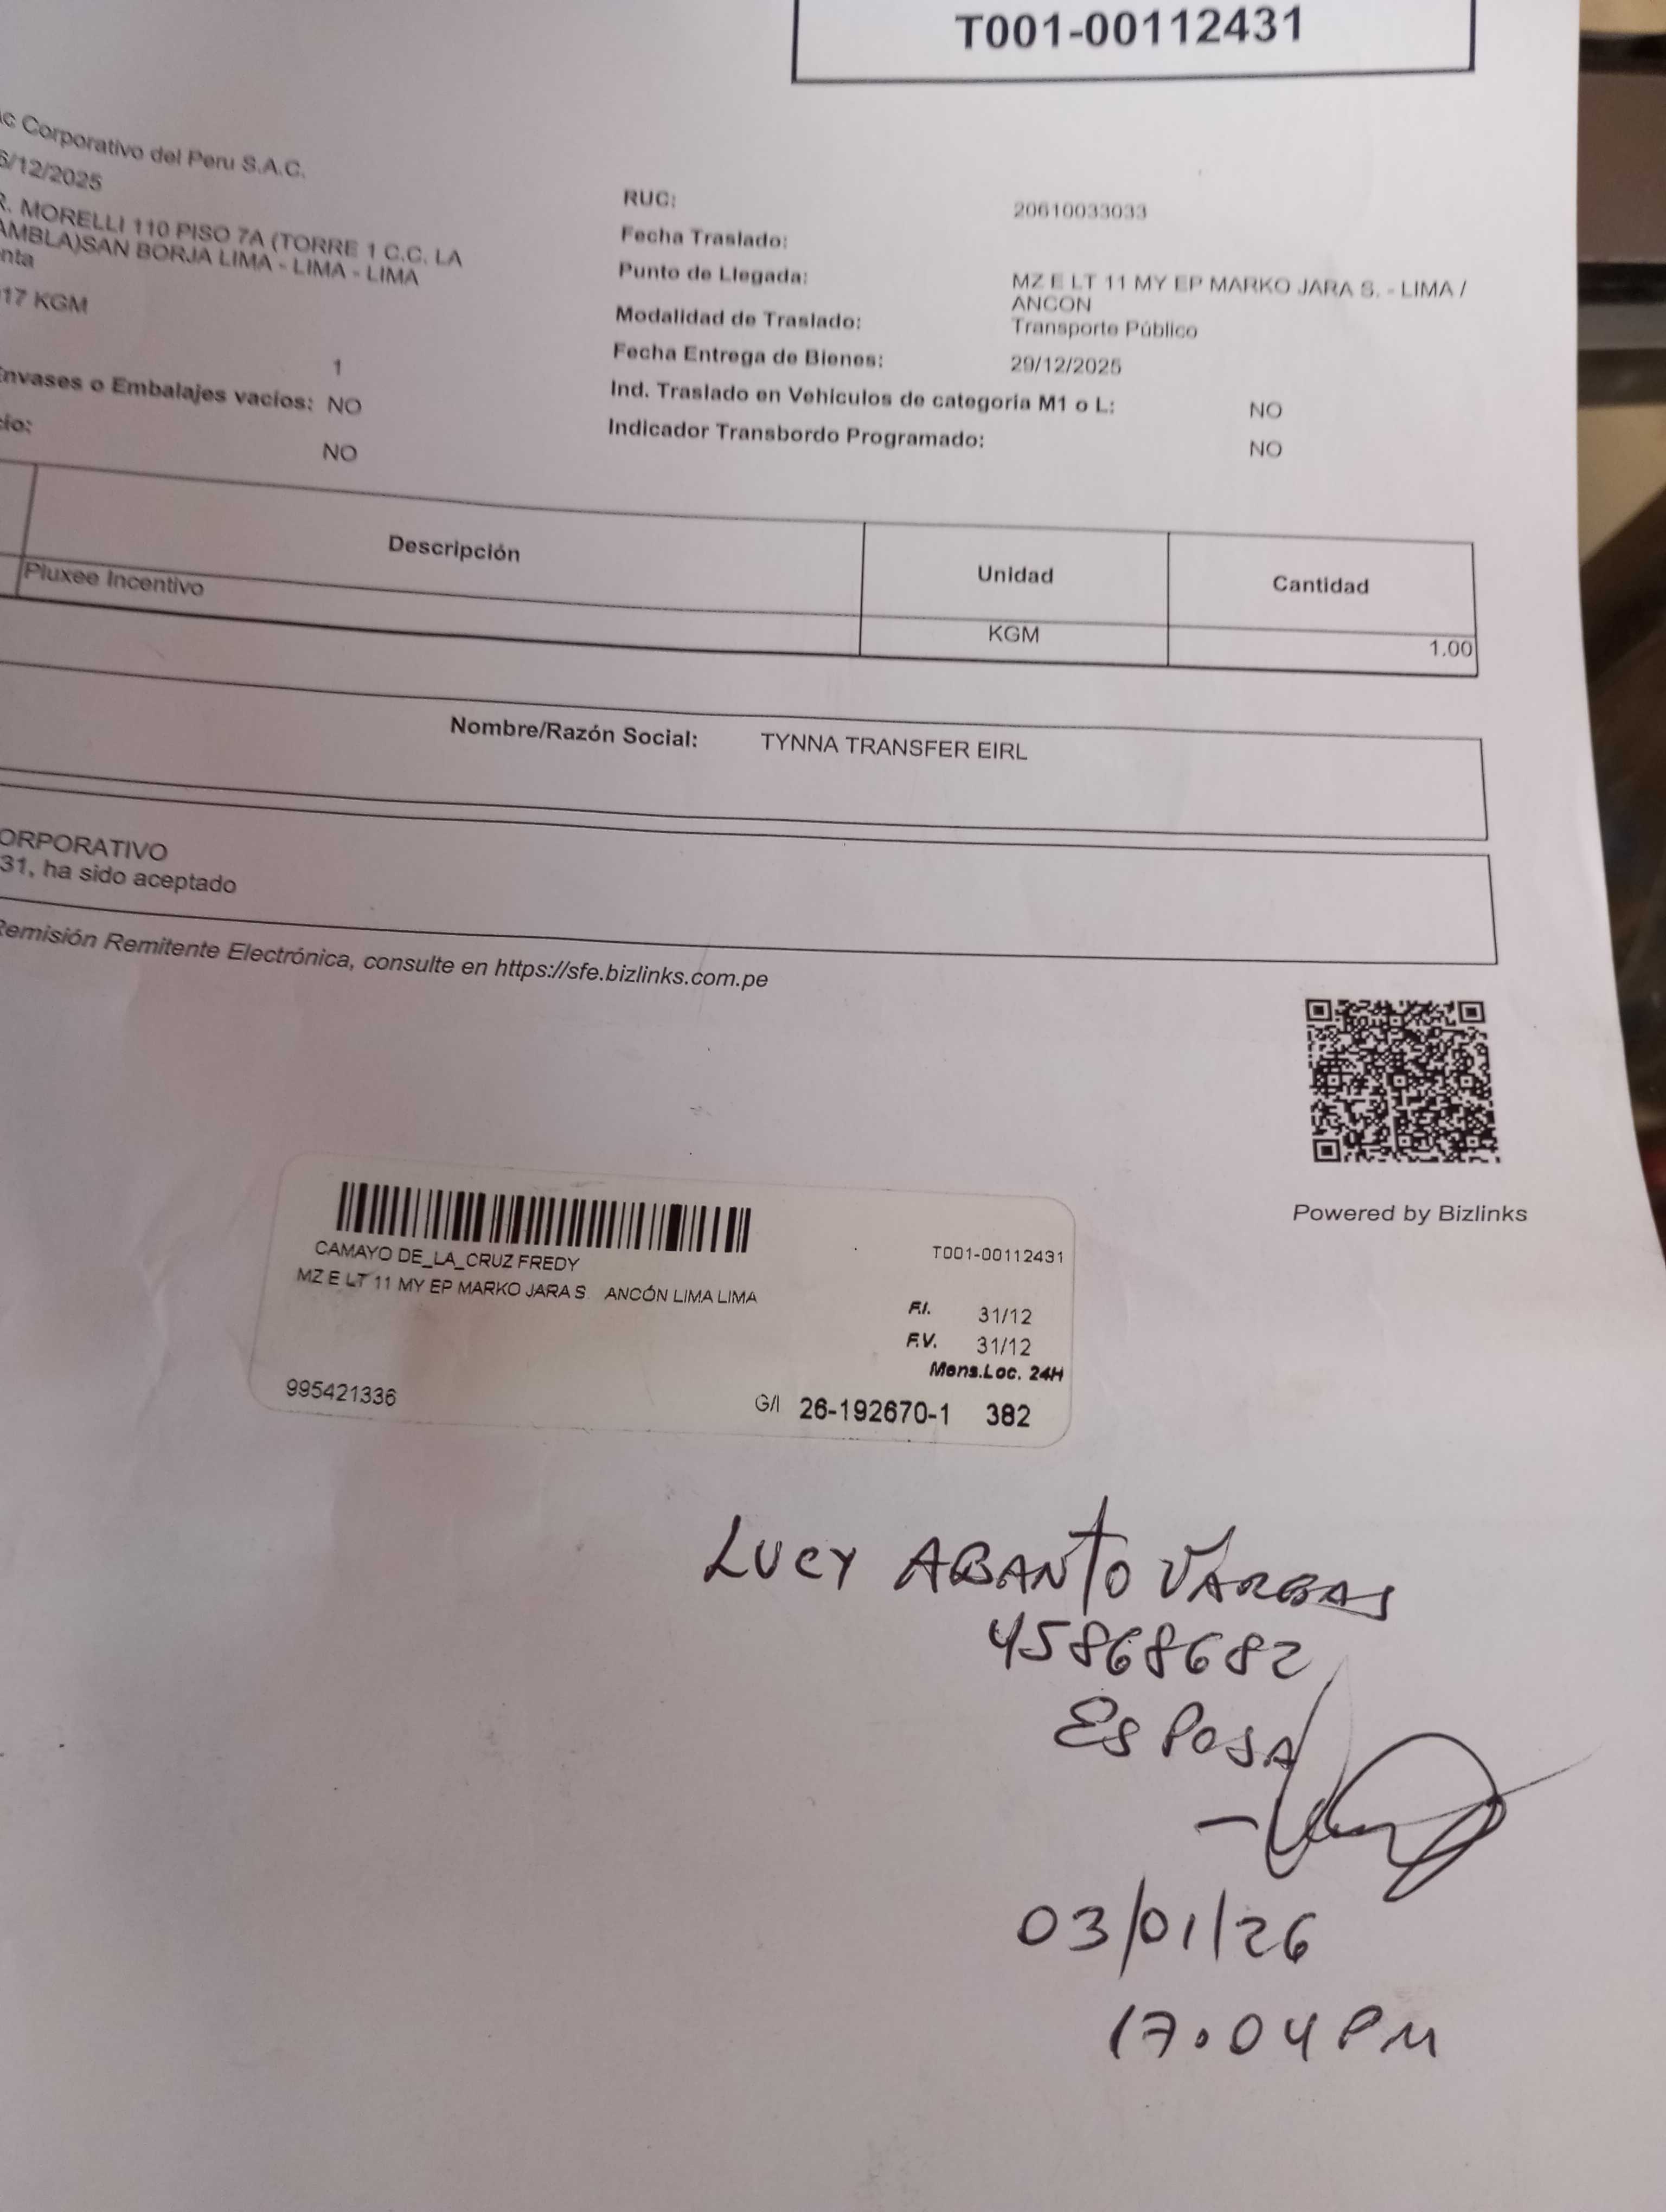 T001-00112431
Corporativo del Peru S.A.C.
/12/2025
R. MORELLI 110 PISO 7A (TORRE 1 C.C. LA
AMBLA)SAN BORJA LIMA - LIMA - LIMA
nta
17 KGM
1
nvases o Embalajes vacíos: NO
cio:
NO
RUC: 20610033033
Fecha Traslado:
Punto de Llegada: MZ E LT 11 MY EP MARKO JARA S. - LIMA /
ANCON
Modalidad de Traslado: Transporte Público
Fecha Entrega de Bienes: 29/12/2025
Ind. Traslado en Vehículos de categoría M1 o L: NO
Indicador Transbordo Programado: NO
Descripción Unidad Cantidad
Pluxee Incentivo KGM 1.00
Nombre/Razón Social: TYNNA TRANSFER EIRL
ORPORATIVO
31, ha sido aceptado
Remisión Remitente Electrónica, consulte en https://sfe.bizlinks.com.pe
Powered by Bizlinks
CAMAYO DE_LA_CRUZ FREDY T001-00112431
MZ E LT 11 MY EP MARKO JARA S ANCÓN LIMA LIMA
F.I. 31/12
F.V. 31/12
Mens.Loc. 24H
995421336 G/I 26-192670-1 382
LUCY ABANTO VARGAS
45868682
ESPOSA
03/01/26
17.04 PM